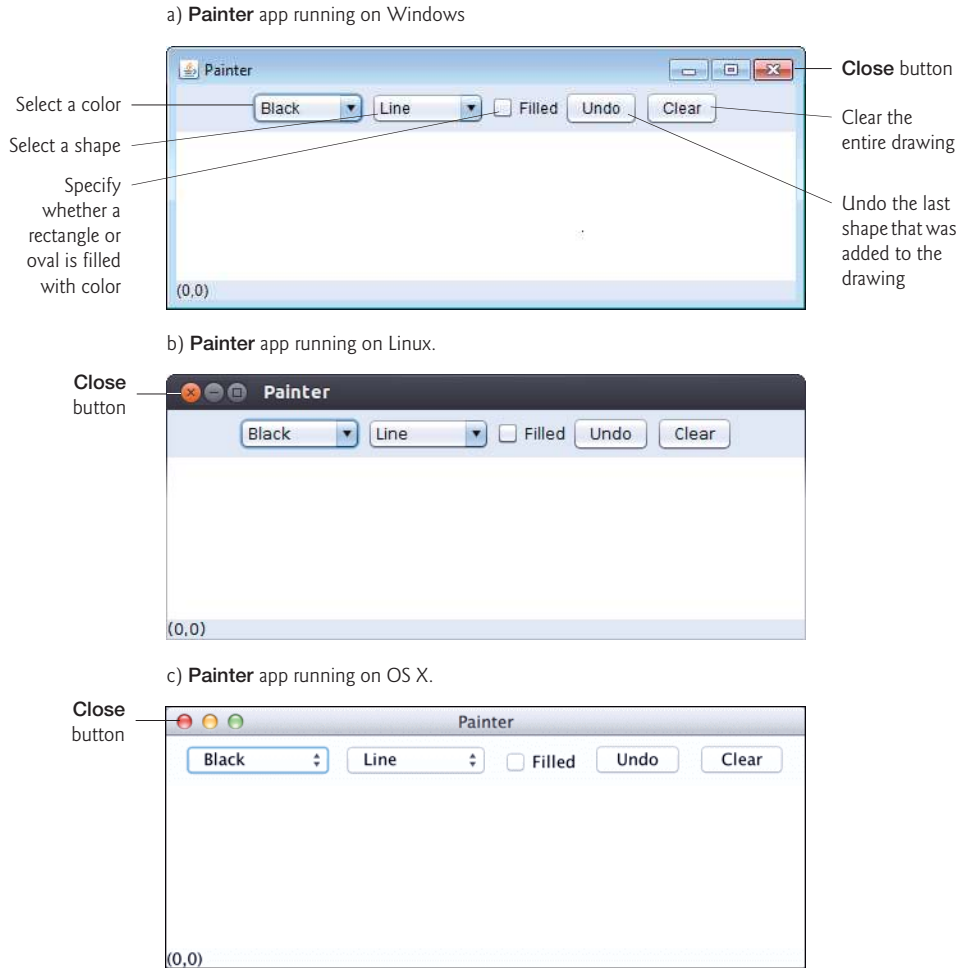 a) Painter app running on Windows
Painter
Close button
Select a color
Black
Line
Filled
Undo
Clear
Clear the
entire drawing
Select a shape
Specify
whether a
rectangle or
oval is filled
with color
Undo the last
shape that was
added to the
drawing
(0,0)
b) Painter app running on Linux.
Close
button
Painter
Black
Line
Filled
Undo
Clear
(0,0)
c) Painter app running on OS X.
Close
button
Painter
Black
Line
Filled
Undo
Clear
(0,0)